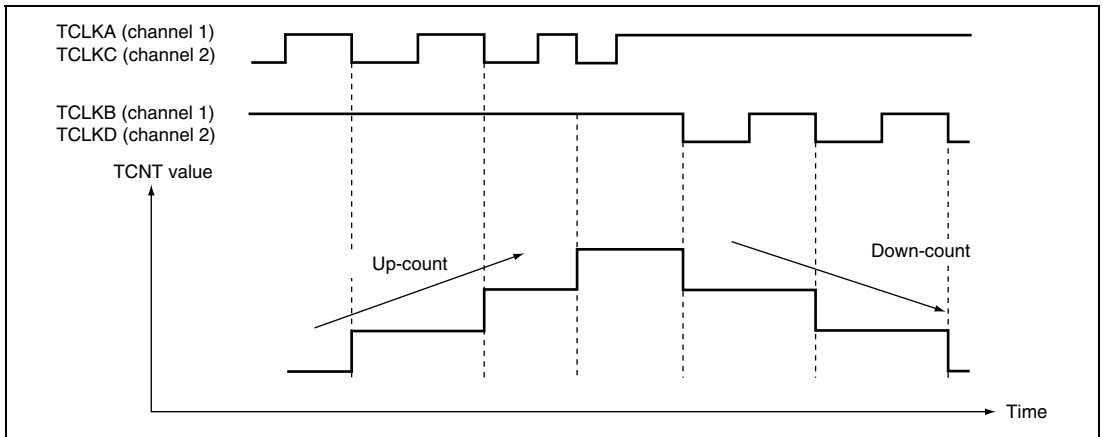 TCLKA (channel 1)
TCLKC (channel 2)
TCLKB (channel 1)
TCLKD (channel 2)
TCNT value
Up-count
Down-count
Time